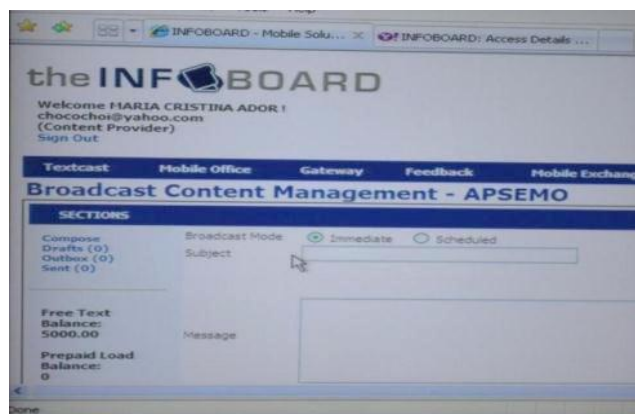 INFOBOARD - Mobile Solu... INFOBOARD: Access Details ...
the INFOBOARD
Welcome MARIA CRISTINA ADOR !
chocochoi@yahoo.com
(Content Provider)
Sign Out
Textcast Mobile Office Gateway Feedback Mobile Exchang
Broadcast Content Management - APSEMO
SECTIONS
Compose
Drafts (0)
Outbox (0)
Sent (0)
Broadcast Mode Immediate Scheduled
Subject
Free Text
Balance:
5000.00
Message
Prepaid Load
Balance:
0
Done